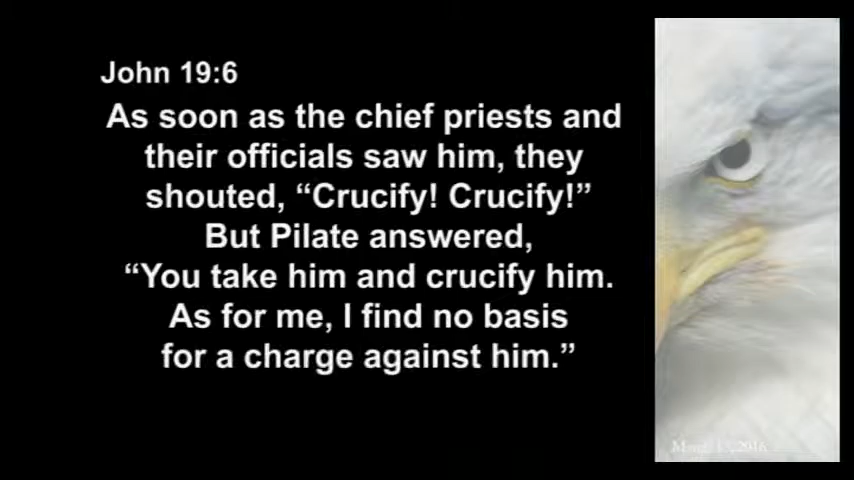 John 19:6
As soon as the chief priests and
their officials saw him, they
shouted, “Crucify! Crucify!”
But Pilate answered,
“You take him and crucify him.
As for me, I find no basis
for a charge against him.”
2016